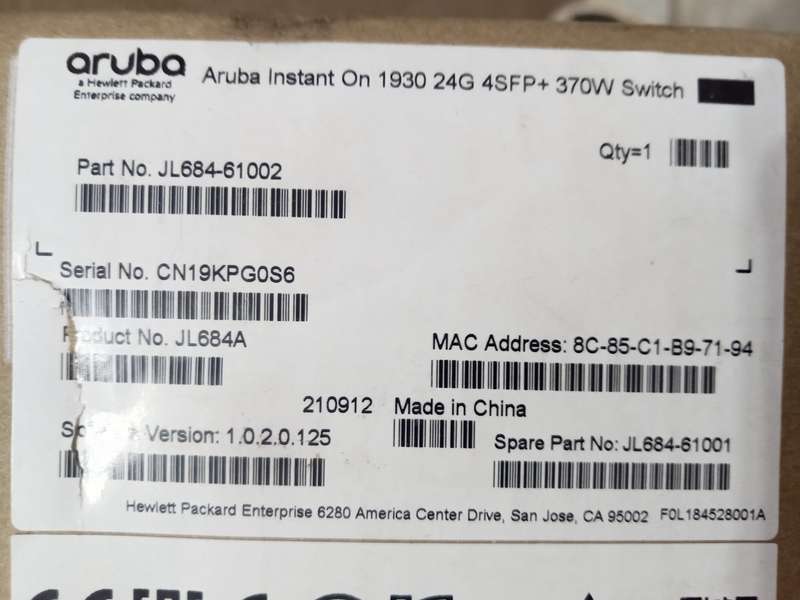 aruba
a Hewlett Packard
Enterprise company
Aruba Instant On 1930 24G 4SFP+ 370W Switch
Qty=1
Part No. JL684-61002
Serial No. CN19KPG0S6
Product No. JL684A
MAC Address: 8C-85-C1-B9-71-94
210912 Made in China
Version: 1.0.2.0.125
Spare Part No: JL684-61001
Hewlett Packard Enterprise 6280 America Center Drive, San Jose, CA 95002 F0L184528001A